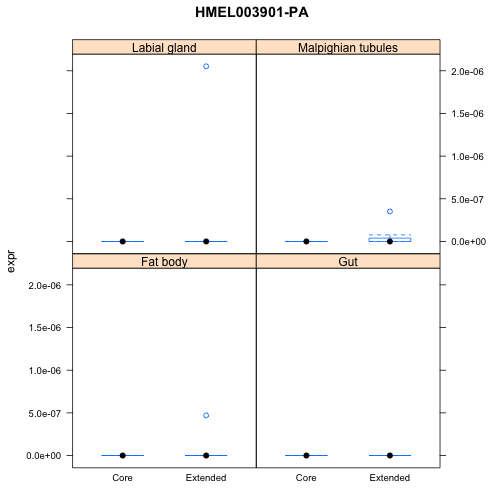 HMEL003901-PA
Labial gland
Malpighian tubules
2.0e-06
1.5e-06
1.0e-06
5.0e-07
0.0e+00
expr
Fat body
Gut
2.0e-06
1.5e-06
1.0e-06
5.0e-07
0.0e+00
Core
Extended
Core
Extended